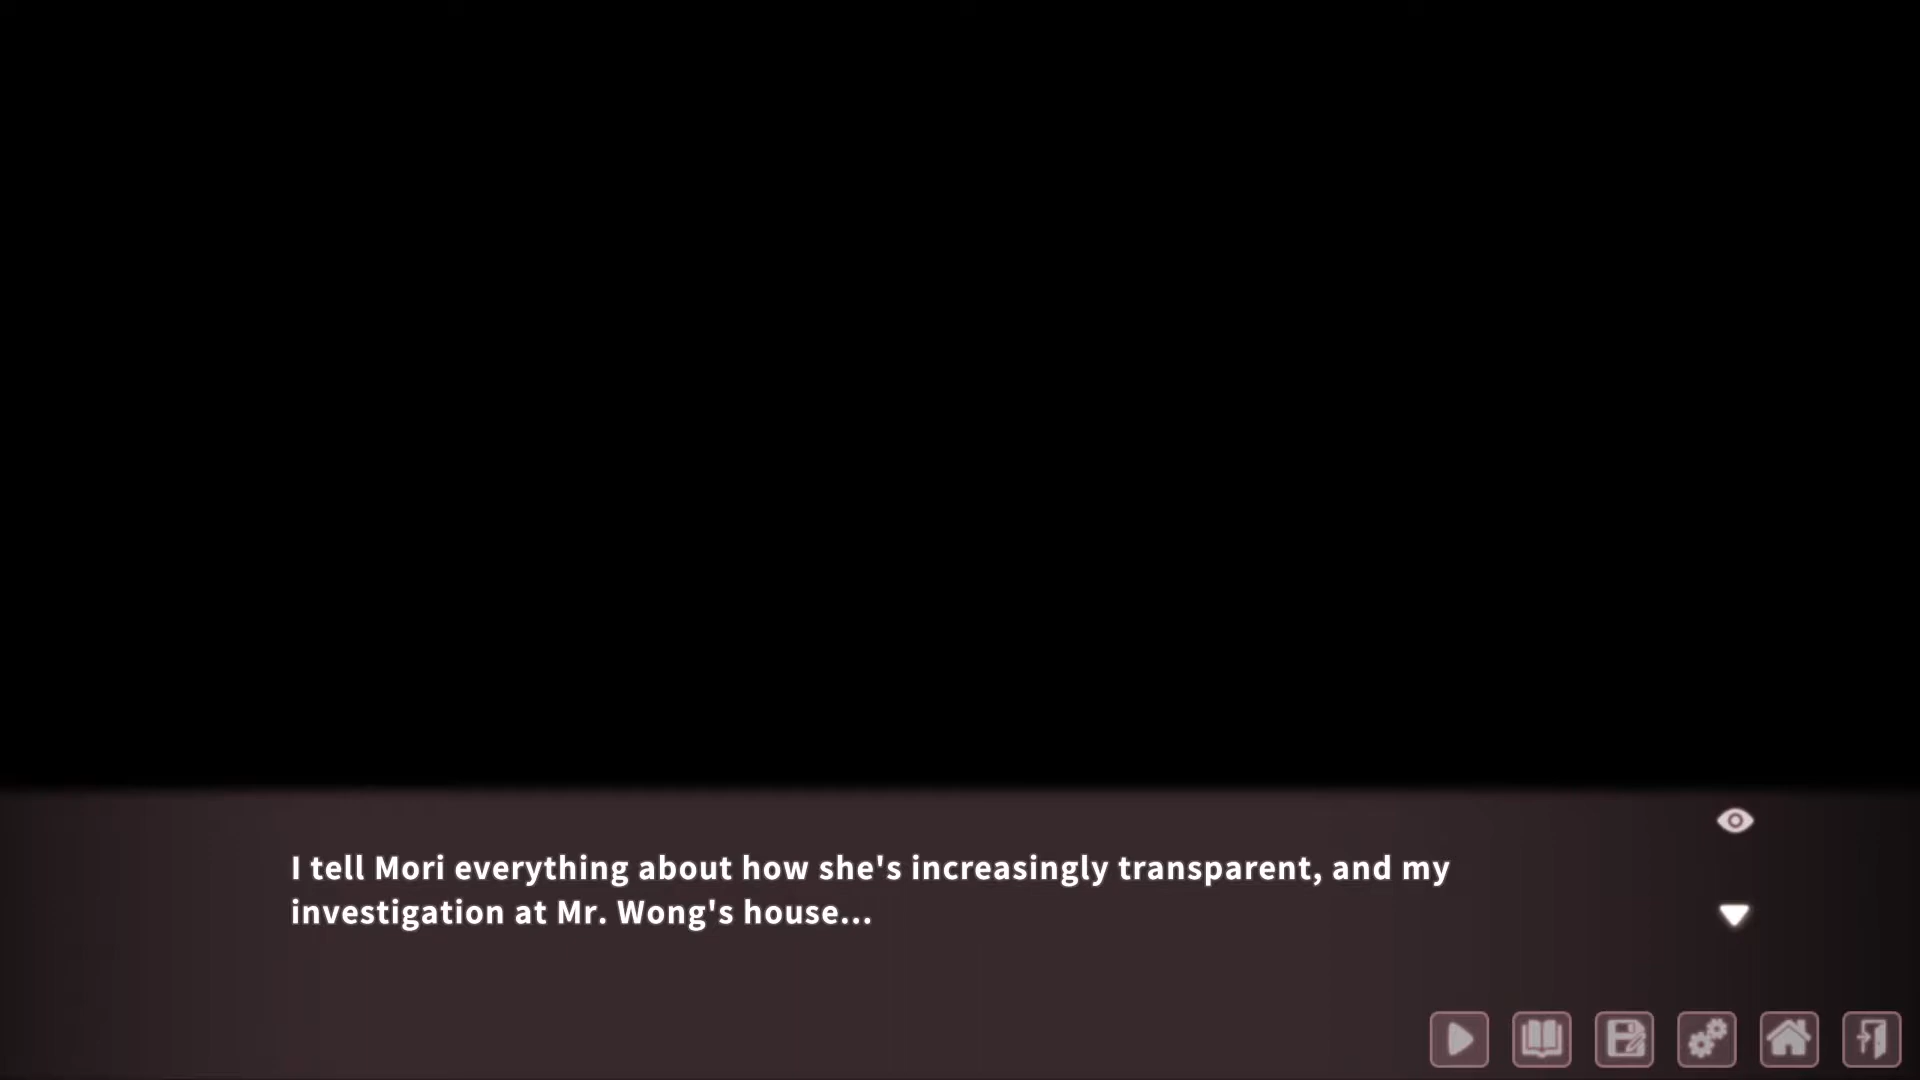 I tell Mori everything about how she's increasingly transparent, and my
investigation at Mr. Wong's house...